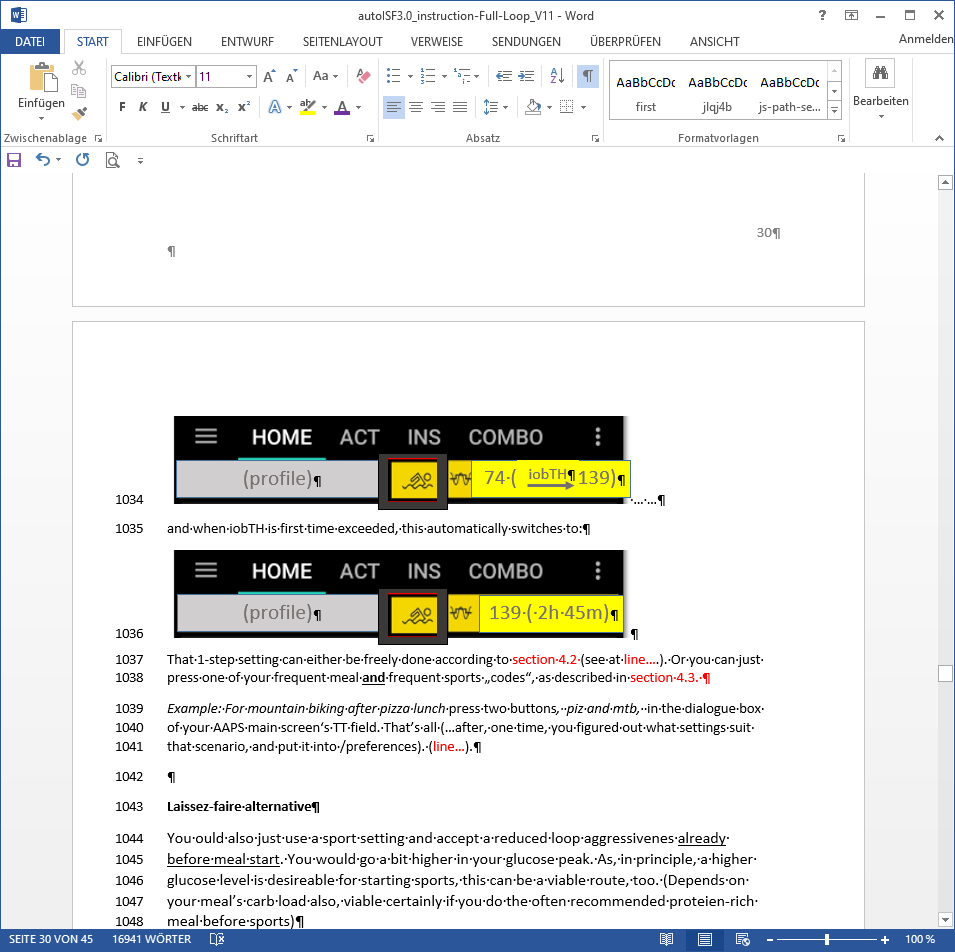 autoISF3.0_instruction-Full-Loop_V11 - Word
?
Anmelden
DATEI START EINFÜGEN ENTWURF SEITENLAYOUT VERWEISE SENDUNGEN ÜBERPRÜFEN ANSICHT
Einfügen
Calibri (Textk 11
A A Aa
F K U abc x₂ x² A ab A
A Z ¶
AaBbCcDc AaBbCcDc AaBbCcDc
first jlqj4b js-path-se...
Bearbeiten
Zwischenablage Schriftart Absatz Formatvorlagen
30¶
¶
HOME ACT INS COMBO
(profile)¶ 74·( iobTH¶ 139)¶
1034 ·...·...¶
1035 and·when·iobTH·is·first·time·exceeded,·this·automatically·switches·to:¶
HOME ACT INS COMBO
(profile)¶ 139·(·2h·45m)¶
1036 ¶
1037 That·1-step·setting·can·either·be·freely·done·according·to·section·4.2·(see·at·line....).·Or·you·can·just·
1038 press·one·of·your·frequent·meal·and·frequent·sports·„codes“,·as·described·in·section·4.3.·¶
1039 Example:·For·mountain·biking·after·pizza·lunch·press·two·buttons,··piz·and·mtb,··in·the·dialogue·box·
1040 of·your·AAPS·main·screen‘s·TT·field.·That’s·all·(…after,·one·time,·you·figured·out·what·settings·suit·
1041 that·scenario,·and·put·it·into·/preferences).·(line…).¶
1042 ¶
1043 Laissez-faire·alternative¶
1044 You·ould·also·just·use·a·sport·setting·and·accept·a·reduced·loop·aggressivenes·already·
1045 before·meal·start.·You·would·go·a·bit·higher·in·your·glucose·peak.·As,·in·principle,·a·higher·
1046 glucose·level·is·desireable·for·starting·sports,·this·can·be·a·viable·route,·too.·(Depends·on·
1047 your·meal’s·carb·load·also,·viable·certainly·if·you·do·the·often·recommended·proteien-rich·
1048 meal·before·sports)¶
SEITE 30 VON 45 16941 WÖRTER 100 %